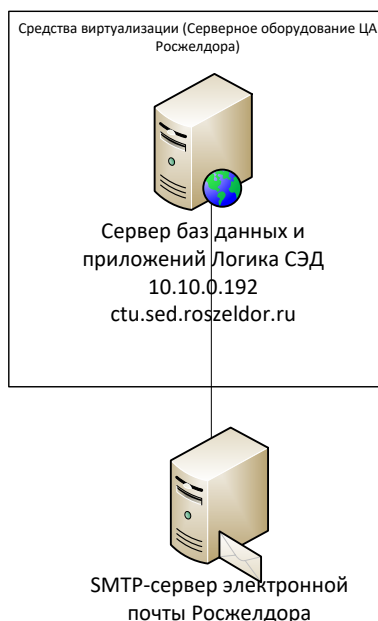 Средства виртуализации (Серверное оборудование ЦА
Росжелдора)
Сервер баз данных и
приложений Логика СЭД
10.10.0.192
ctu.sed.roszeldor.ru
SMTP-сервер электронной
почты Росжелдора